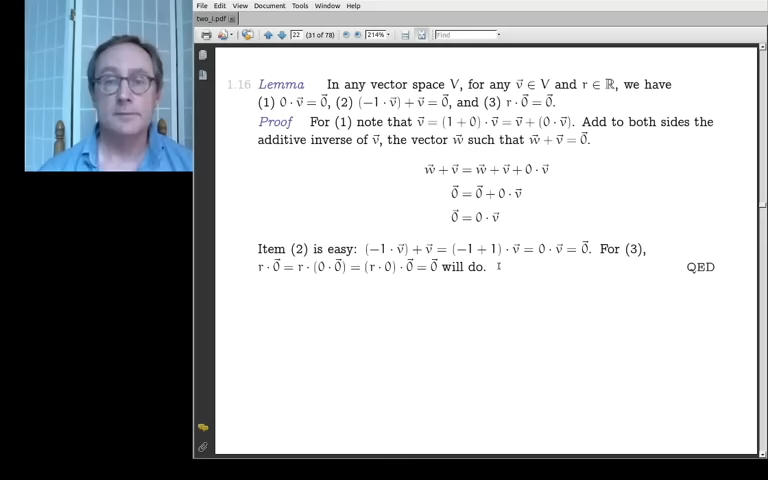 File Edit View Document Tools Window Help
two_i.pdf
22 (31 of 78) 214% Find
1.16 Lemma In any vector space V, for any v⃗ ∈ V and r ∈ ℝ, we have
(1) 0 · v⃗ = 0⃗, (2) (−1 · v⃗) + v⃗ = 0⃗, and (3) r · 0⃗ = 0⃗.
Proof For (1) note that v⃗ = (1 + 0) · v⃗ = v⃗ + (0 · v⃗). Add to both sides the
additive inverse of v⃗, the vector w⃗ such that w⃗ + v⃗ = 0⃗.
w⃗ + v⃗ = w⃗ + v⃗ + 0 · v⃗
0⃗ = 0⃗ + 0 · v⃗
0⃗ = 0 · v⃗
Item (2) is easy: (−1 · v⃗) + v⃗ = (−1 + 1) · v⃗ = 0 · v⃗ = 0⃗. For (3),
r · 0⃗ = r · (0 · 0⃗) = (r · 0) · 0⃗ = 0⃗ will do. QED